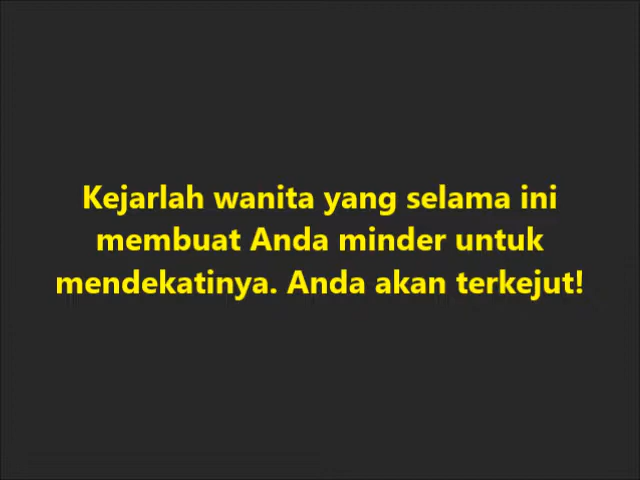 Kejarlah wanita yang selama ini
membuat Anda minder untuk
mendekatinya. Anda akan terkejut!